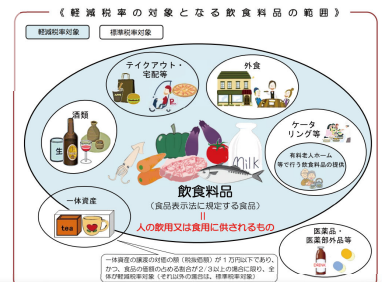 《軽減税率の対象となる飲食料品の範囲》
軽減税率対象
標準税率対象
テイクアウト・
宅配等
外食
酒類
生
ケータ
リング等
有料老人ホーム
等で行う飲食料品の提供
Milk
飲食料品
(食品表示法に規定する食品)
||
人の飲用又は食用に供されるもの
一体資産
tea
医薬品・
医薬部外品等
一体資産の譲渡の対価の額(税抜価額)が1万円以下であり、
かつ、食品の価額の占める割合が2/3以上の場合に限り、全
体が軽減税率対象(それ以外の場合は、標準税率対象)